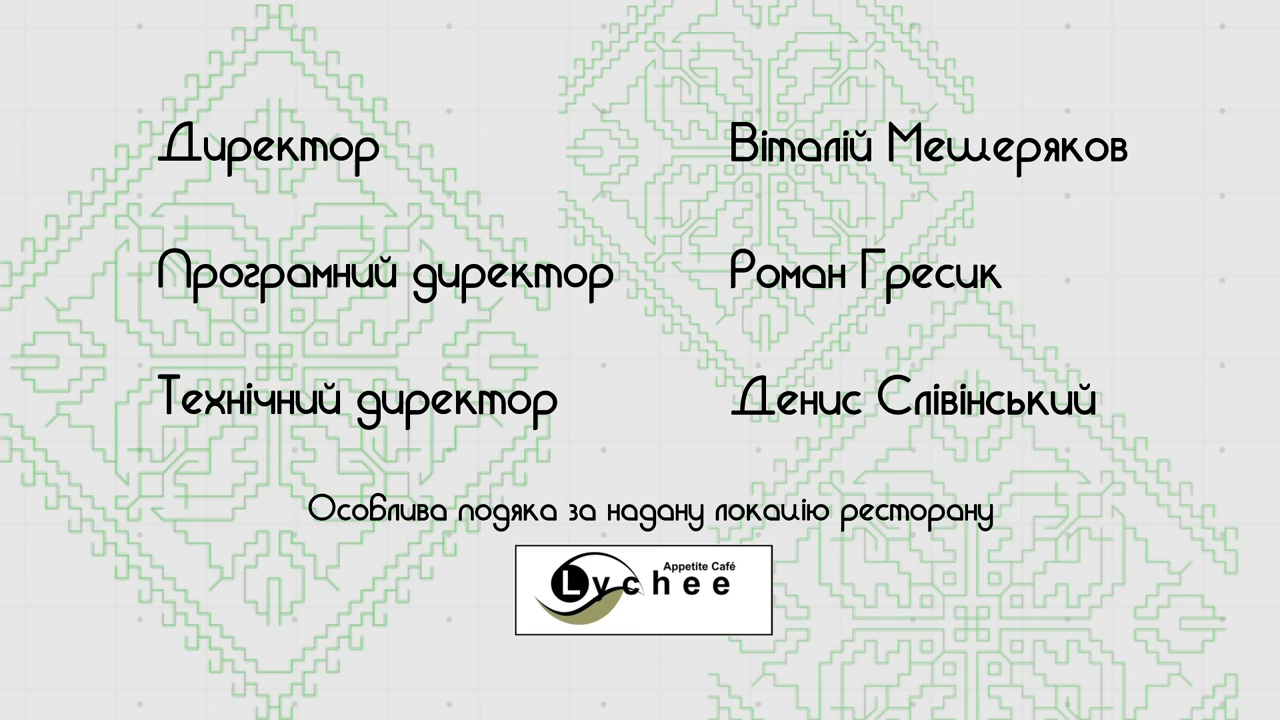 Директор Віталій Мещеряков
Програмний директор Роман Гресик
Технічний директор Денис Слівінський
Особлива подяка за надану локацію ресторану
Appetite Café
Lychee